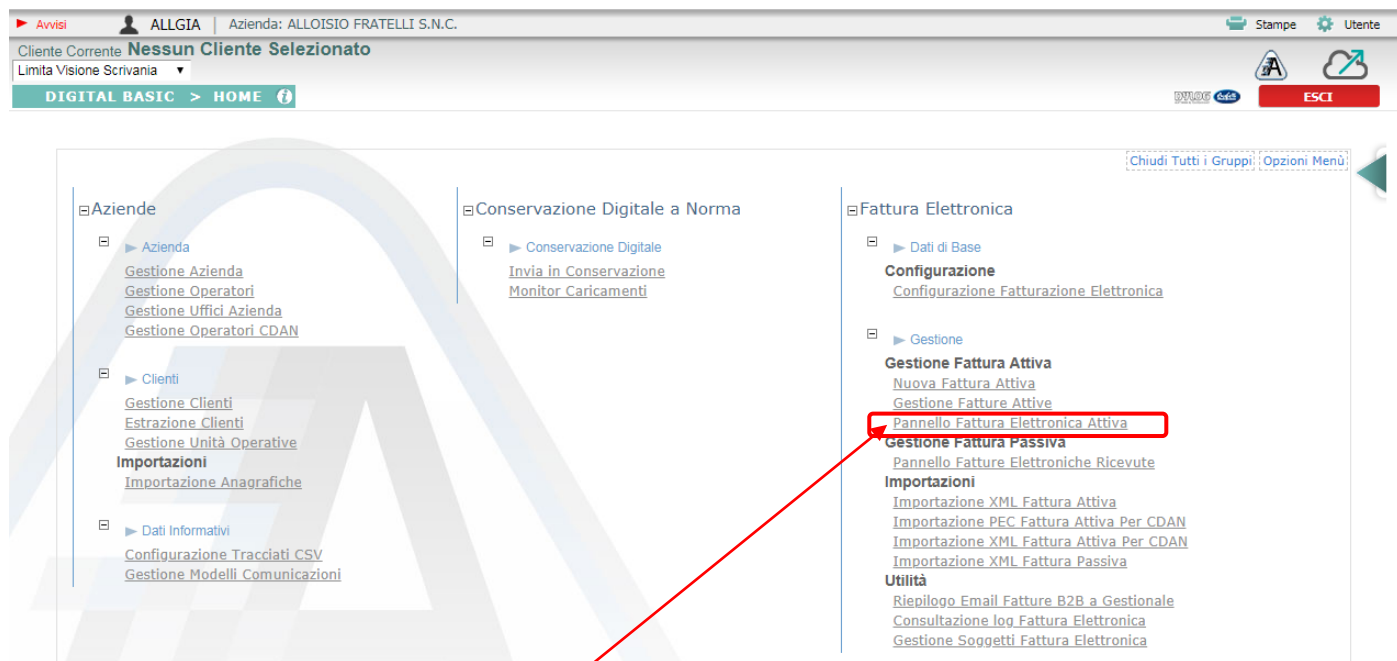 Avvisi ALLGIA Azienda: ALLOISIO FRATELLI S.N.C. Stampe Utente
Cliente Corrente Nessun Cliente Selezionato
Limita Visione Scrivania
A
DIGITAL BASIC > HOME i
DYLOG ESCI
Chiudi Tutti i Gruppi Opzioni Menù
Aziende
Azienda
Gestione Azienda
Gestione Operatori
Gestione Uffici Azienda
Gestione Operatori CDAN
Clienti
Gestione Clienti
Estrazione Clienti
Gestione Unità Operative
Importazioni
Importazione Anagrafiche
Dati Informativi
Configurazione Tracciati CSV
Gestione Modelli Comunicazioni
Conservazione Digitale a Norma
Conservazione Digitale
Invia in Conservazione
Monitor Caricamenti
Fattura Elettronica
Dati di Base
Configurazione
Configurazione Fatturazione Elettronica
Gestione
Gestione Fattura Attiva
Nuova Fattura Attiva
Gestione Fatture Attive
Pannello Fattura Elettronica Attiva
Gestione Fattura Passiva
Pannello Fatture Elettroniche Ricevute
Importazioni
Importazione XML Fattura Attiva
Importazione PEC Fattura Attiva Per CDAN
Importazione XML Fattura Attiva Per CDAN
Importazione XML Fattura Passiva
Utilità
Riepilogo Email Fatture B2B a Gestionale
Consultazione log Fattura Elettronica
Gestione Soggetti Fattura Elettronica